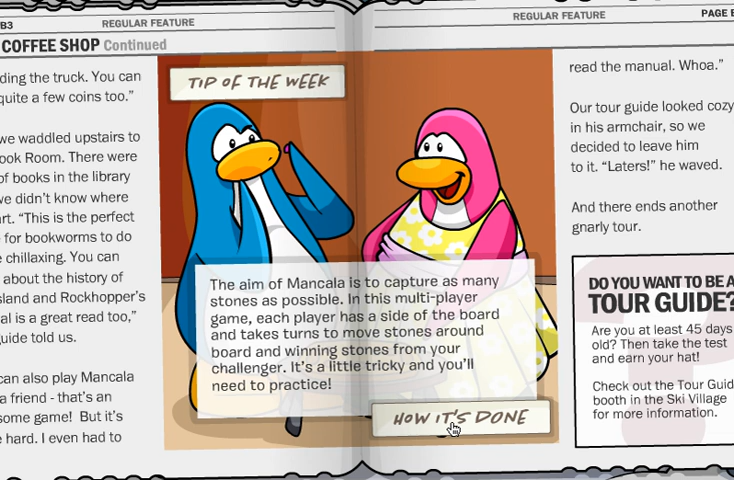 B3
REGULAR FEATURE
COFFEE SHOP Continued
ding the truck. You can
quite a few coins too.”
we waddled upstairs to
ook Room. There were
of books in the library
we didn't know where
rt. “This is the perfect
for bookworms to do
chillaxing. You can
about the history of
sland and Rockhopper's
al is a great read too,”
guide told us.
can also play Mancala
a friend - that's an
some game! But it's
hard. I even had to
TIP OF THE WEEK
The aim of Mancala is to capture as many
stones as possible. In this multi-player
game, each player has a side of the board
and takes turns to move stones around
board and winning stones from your
challenger. It's a little tricky and you'll
need to practice!
HOW IT'S DONE
REGULAR FEATURE
PAGE B
read the manual. Whoa.”
Our tour guide looked cozy
in his armchair, so we
decided to leave him
to it. “Laters!” he waved.
And there ends another
gnarly tour.
DO YOU WANT TO BE A
TOUR GUIDE?
Are you at least 45 days
old? Then take the test
and earn your hat!
Check out the Tour Guid
booth in the Ski Village
for more information.